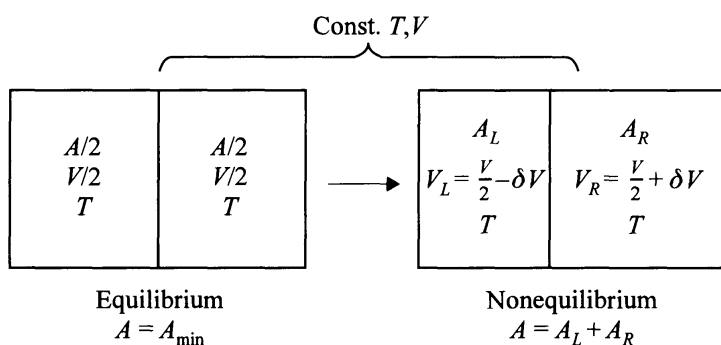 Const. T,V
A/2
V/2
T
A/2
V/2
T
A_L
V_L = V/2 − δV
T
A_R
V_R = V/2 + δV
T
Equilibrium
A = A_min
Nonequilibrium
A = A_L + A_R